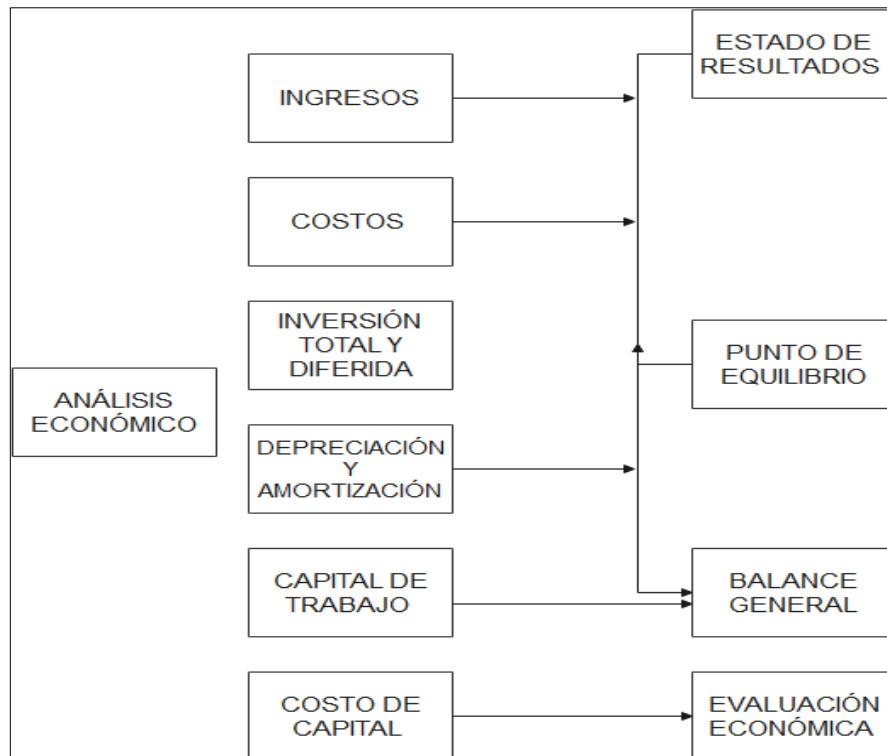 ANÁLISIS
ECONÓMICO
INGRESOS
COSTOS
INVERSIÓN
TOTAL Y
DIFERIDA
DEPRECIACIÓN
Y
AMORTIZACIÓN
CAPITAL DE
TRABAJO
COSTO DE
CAPITAL
ESTADO DE
RESULTADOS
PUNTO DE
EQUILIBRIO
BALANCE
GENERAL
EVALUACIÓN
ECONÓMICA